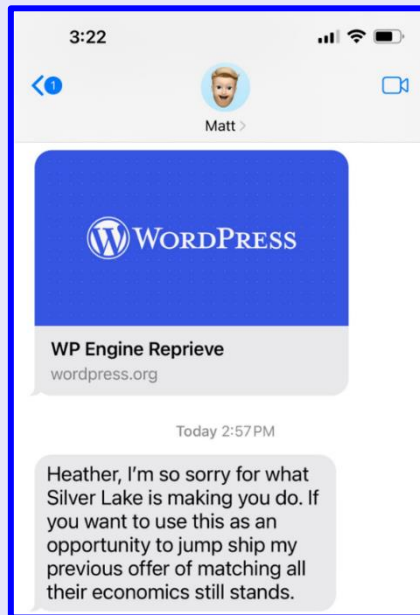 3:22
1
Matt
WORDPRESS
WP Engine Reprieve
wordpress.org
Today 2:57 PM
Heather, I'm so sorry for what
Silver Lake is making you do. If
you want to use this as an
opportunity to jump ship my
previous offer of matching all
their economics still stands.